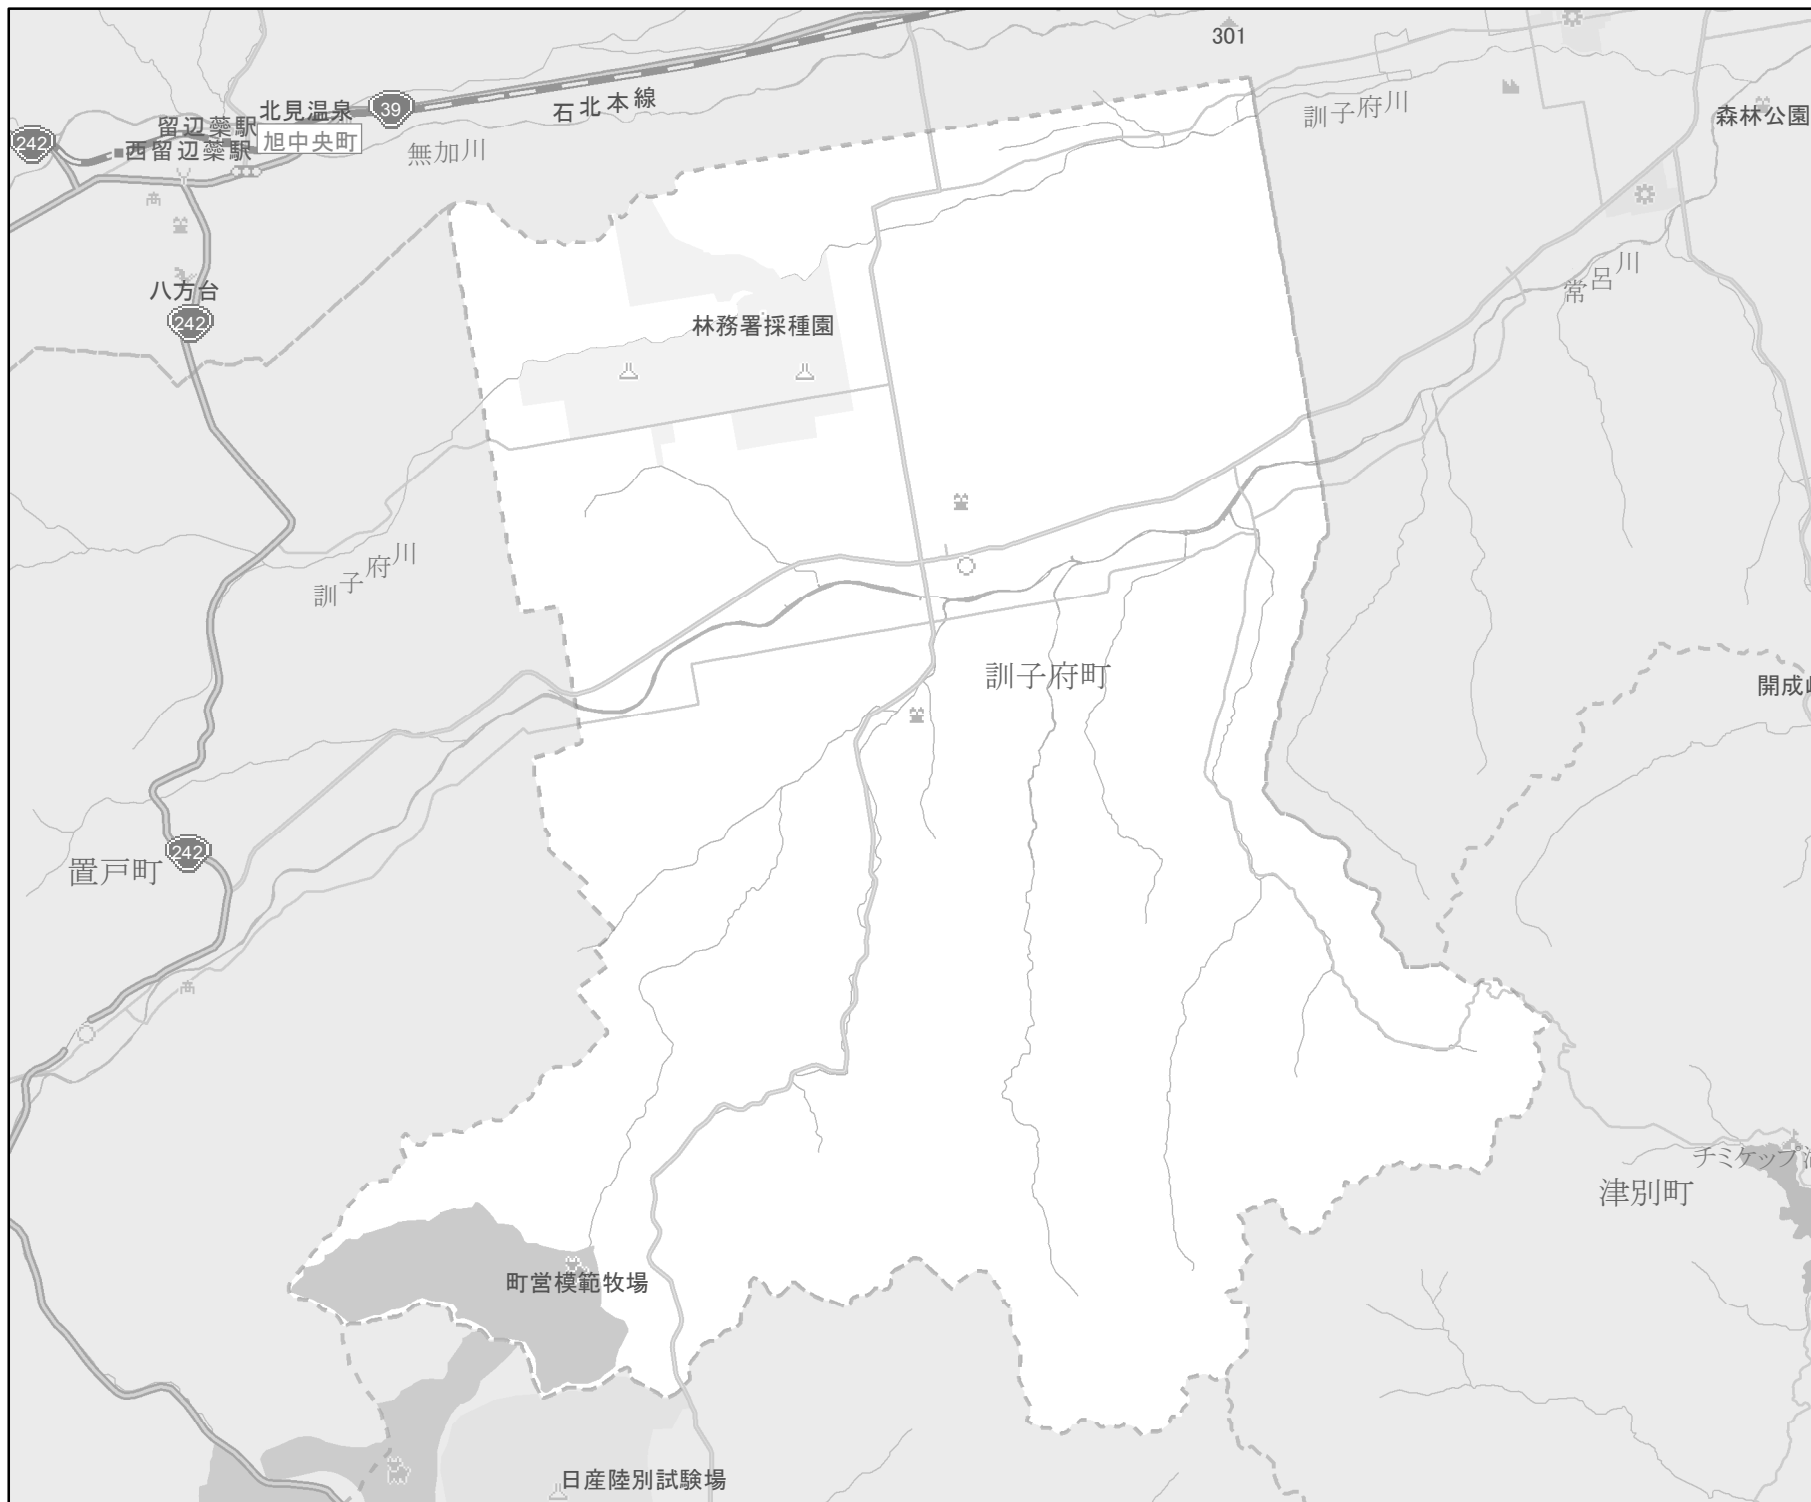 301
北見温泉
39
石北本線
訓子府川
森林公園
留辺蘂駅
旭中央町
242
西留辺蘂駅
無加川
常呂川
八方台
242
林務署採種園
訓子府川
訓子府町
開成
242
置戸町
チミケップ
津別町
町営模範牧場
日産陸別試験場